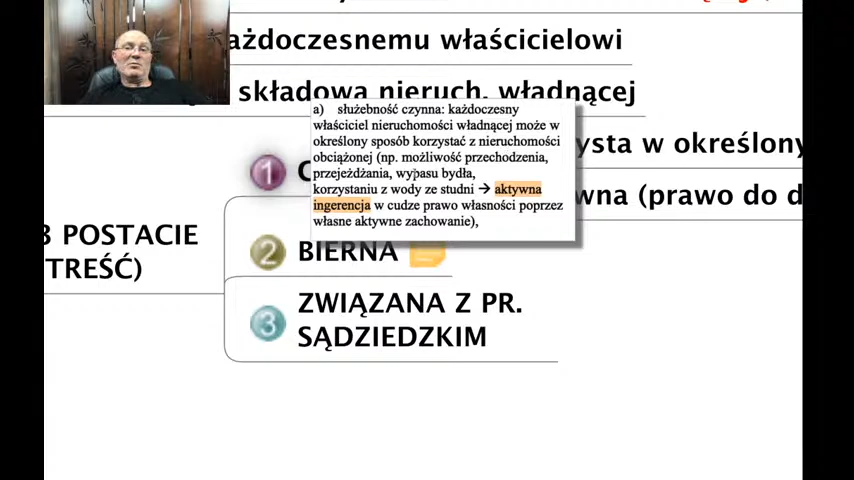 ażdoczesnemu właścicielowi
składowa nieruch. władnącej
a) służebność czynna: każdoczesny
właściciel nieruchomości władnącej może w
określony sposób korzystać z nieruchomości
obciążonej (np. możliwość przechodzenia,
przejeżdżania, wypasu bydła,
korzystaniu z wody ze studni → aktywna
ingerencja w cudze prawo własności poprzez
własne aktywne zachowanie),
1
ysta w określony
wna (prawo do d
3 POSTACIE
TREŚĆ)
2 BIERNA
3 ZWIĄZANA Z PR.
SĄDZIEDZKIM